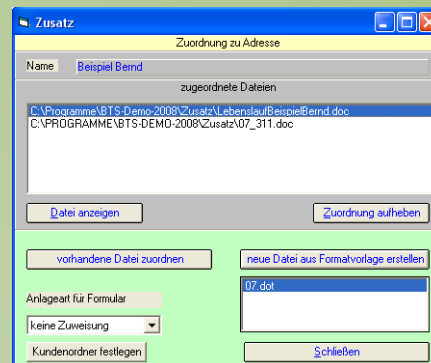 Zusatz
Zuordnung zu Adresse
Name Beispiel Bernd
zugeordnete Dateien
C:\Programme\BTS-Demo-2008\Zusatz\LebenslaufBeispielBernd.doc
C:\PROGRAMME\BTS-DEMO-2008\Zusatz\07_311.doc
Datei anzeigen Zuordnung aufheben
vorhandene Datei zuordnen neue Datei aus Formatvorlage erstellen
07.dot
Anlageart für Formular
keine Zuweisung
Kundenordner festlegen Schließen